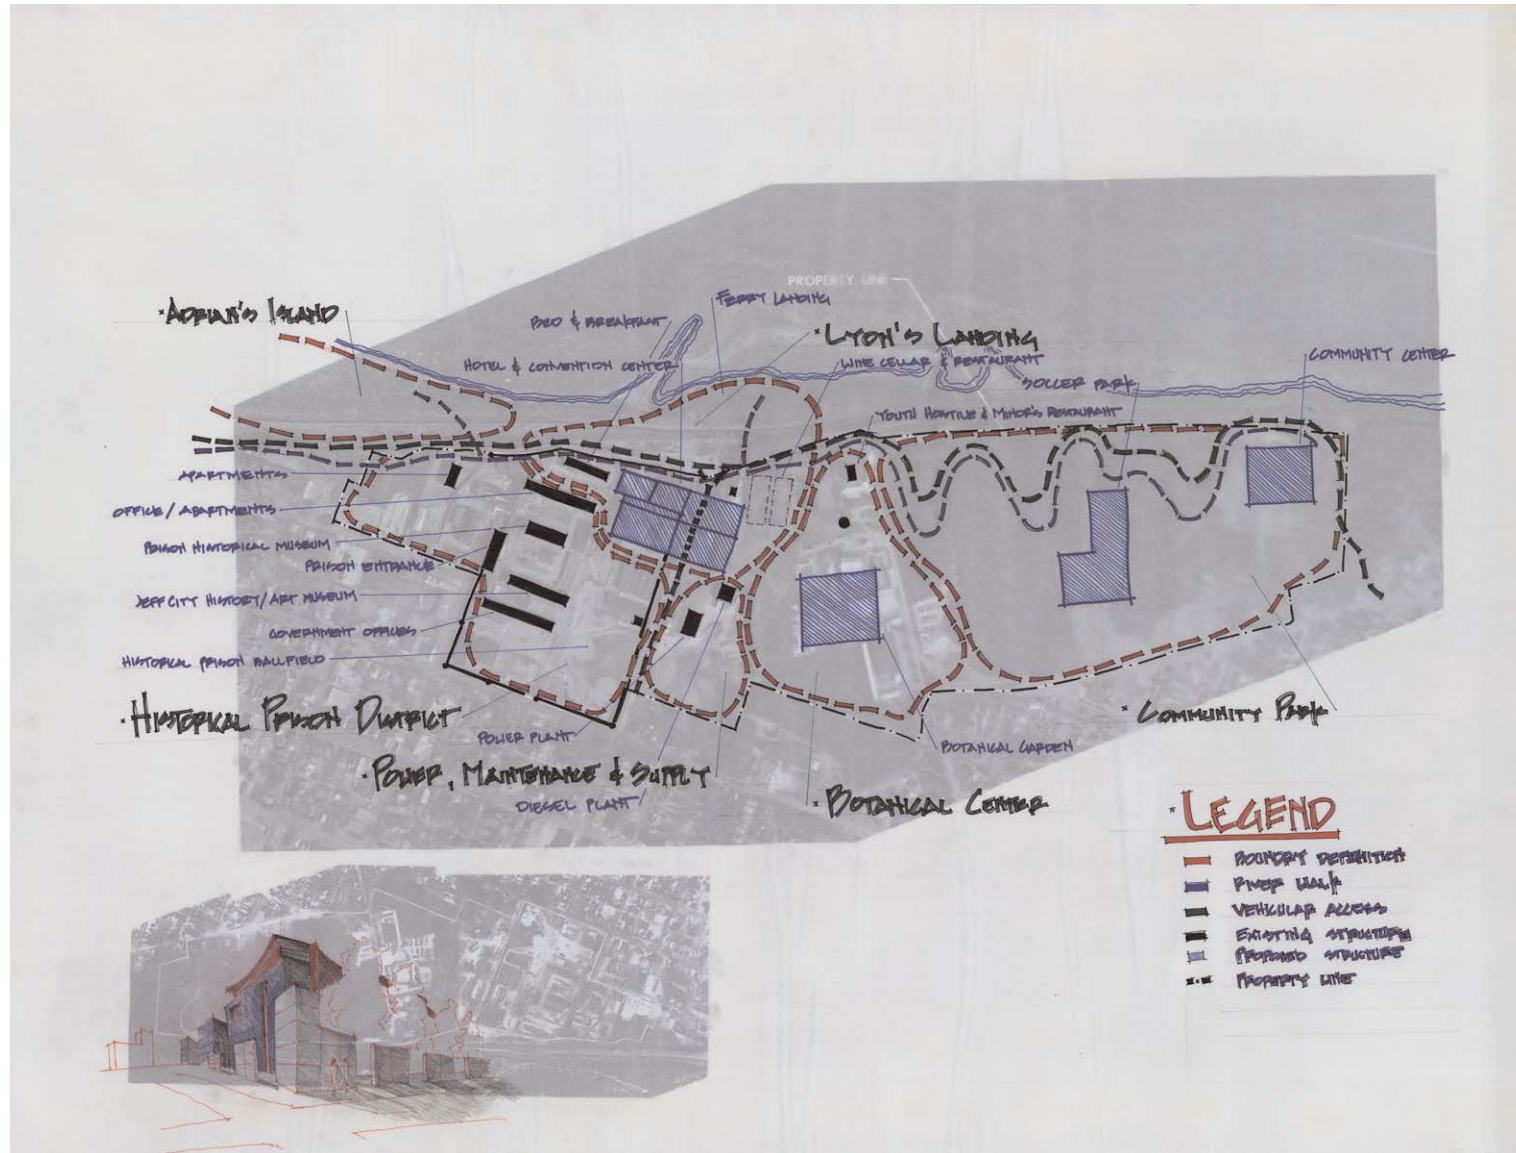 PROPERTY LINE
FERRY LANDING
• ADRIAN'S ISLAND
BED & BREAKFAST
• LYON'S LANDING
HOTEL & CONVENTION CENTER
WINE CELLAR & RESTAURANT
COMMUNITY CENTER
SOCCER PARK
YOUTH HOSTILE & MINOR'S RESTAURANT
APARTMENTS
OFFICE/APARTMENTS
PRISON HISTORICAL MUSEUM
PRISON ENTRANCE
JEFF CITY HISTORY/ART MUSEUM
GOVERNMENT OFFICES
HISTORICAL PRISON BALLFIELD
• HISTORICAL PRISON DISTRICT
• COMMUNITY PARK
POWER PLANT
BOTANICAL GARDEN
• POWER, MAINTENANCE & SUPPLY
DIESEL PLANT
• BOTANICAL CENTER
• LEGEND
BOUNDRY DEFENITION
RIVER WALK
VEHICULAR ACCESS
EXISTING STRUCTURE
PROPOSED STRUCTURE
PROPERTY LINE